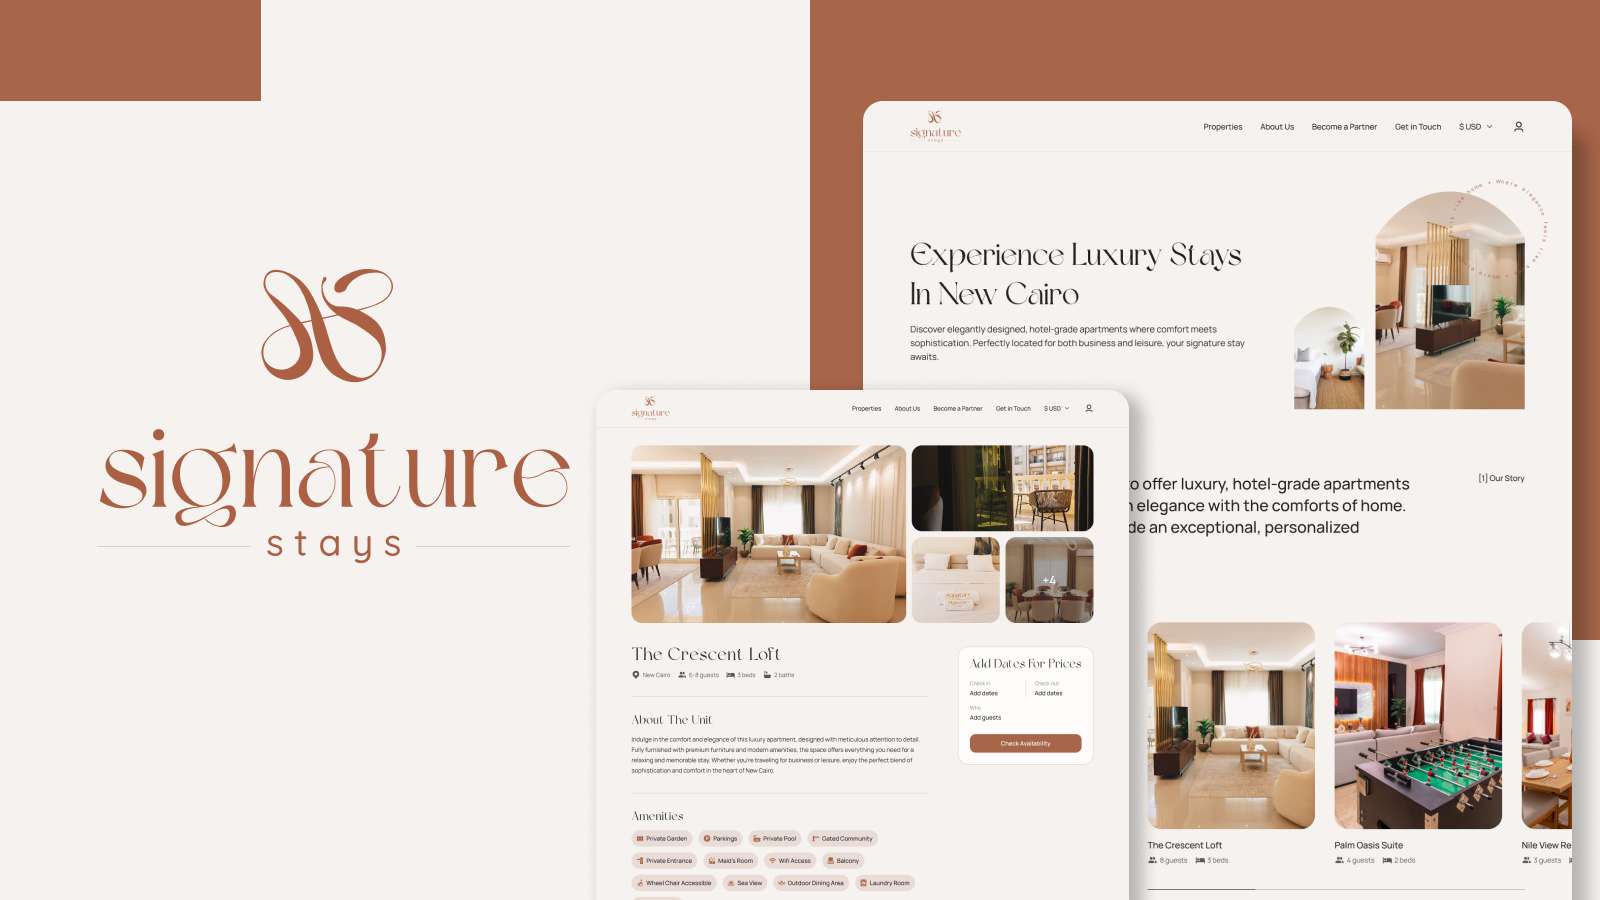 signature
stays
signature
stays
Properties
About Us
Become a Partner
Get in Touch
$ USD
Experience Luxury Stays
In New Cairo
Discover elegantly designed, hotel-grade apartments where comfort meets
sophistication. Perfectly located for both business and leisure, your signature stay
awaits.
Where elegance
to offer luxury, hotel-grade apartments
elegance with the comforts of home.
an exceptional, personalized
[1] Our Story
The Crescent Loft
8 guests
3 beds
Palm Oasis Suite
4 guests
2 beds
Nile View Re
3 guests
signature
stays
Properties
About Us
Become a Partner
Get in Touch
$ USD
signature
+4
The Crescent Loft
New Cairo
6-8 guests
3 beds
2 baths
About The Unit
Indulge in the comfort and elegance of this luxury apartment, designed with meticulous attention to detail.
Fully furnished with premium furniture and modern amenities, the space offers everything you need for a
relaxing and memorable stay. Whether you're traveling for business or leisure, enjoy the perfect blend of
sophistication and comfort in the heart of New Cairo.
Amenities
Private Garden
Parkings
Private Pool
Gated Community
Private Entrance
Maid's Room
Wifi Access
Balcony
Wheel Chair Accessible
Sea View
Outdoor Dining Area
Laundry Room
Add Dates For Prices
Check in
Add dates
Check out
Add dates
Who
Add guests
Check Availability